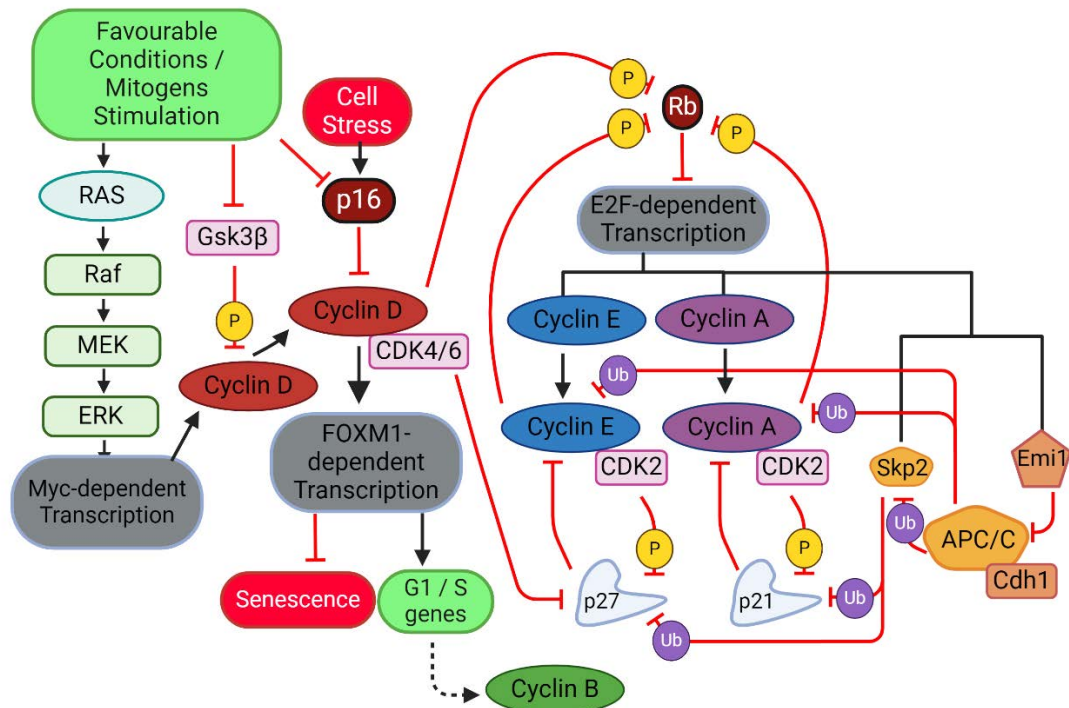 Favourable
Conditions /
Mitogens
Stimulation
Cell
Stress
P
Rb
P
P
RAS
p16
E2F-dependent
Transcription
Gsk3β
Raf
Cyclin D
Cyclin E
Cyclin A
P
MEK
CDK4/6
Cyclin D
Ub
Ub
ERK
Cyclin E
Cyclin A
FOXM1-
dependent
Transcription
CDK2
CDK2
Skp2
Emi1
Myc-dependent
Transcription
Ub
APC/C
P
P
Cdh1
Senescence
G1 / S
genes
p27
p21
Ub
Ub
Cyclin B